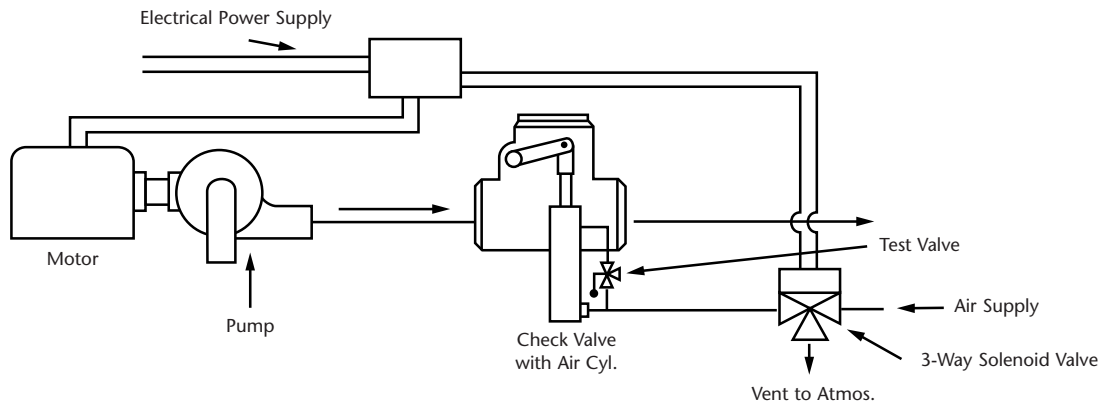 Electrical Power Supply
Motor
Pump
Check Valve
with Air Cyl.
Test Valve
Air Supply
3-Way Solenoid Valve
Vent to Atmos.